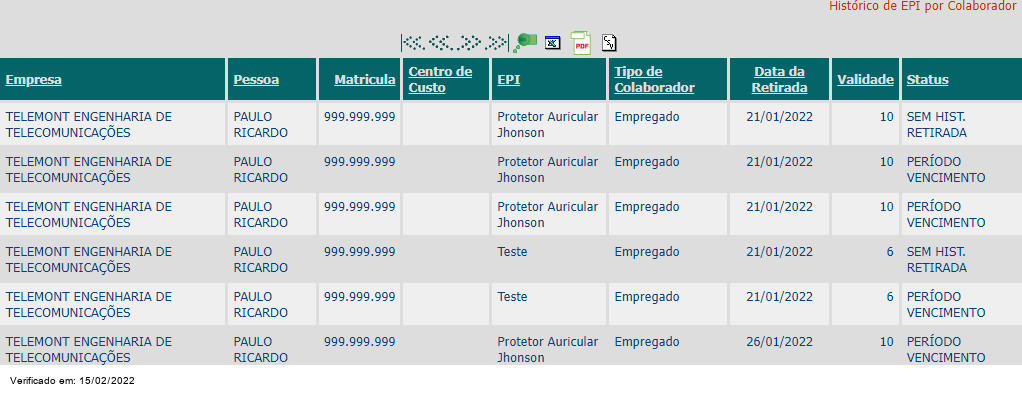 Histórico de EPI por Colaborador
PDF
Empresa Pessoa Matricula Centro de Custo EPI Tipo de Colaborador Data da Retirada Validade Status
TELEMONT ENGENHARIA DE TELECOMUNICAÇÕES PAULO RICARDO 999.999.999 Protetor Auricular Jhonson Empregado 21/01/2022 10 SEM HIST. RETIRADA
TELEMONT ENGENHARIA DE TELECOMUNICAÇÕES PAULO RICARDO 999.999.999 Protetor Auricular Jhonson Empregado 21/01/2022 10 PERÍODO VENCIMENTO
TELEMONT ENGENHARIA DE TELECOMUNICAÇÕES PAULO RICARDO 999.999.999 Protetor Auricular Jhonson Empregado 21/01/2022 10 PERÍODO VENCIMENTO
TELEMONT ENGENHARIA DE TELECOMUNICAÇÕES PAULO RICARDO 999.999.999 Teste Empregado 21/01/2022 6 SEM HIST. RETIRADA
TELEMONT ENGENHARIA DE TELECOMUNICAÇÕES PAULO RICARDO 999.999.999 Teste Empregado 21/01/2022 6 PERÍODO VENCIMENTO
TELEMONT ENGENHARIA DE TELECOMUNICAÇÕES PAULO RICARDO 999.999.999 Protetor Auricular Jhonson Empregado 26/01/2022 10 PERÍODO VENCIMENTO
Verificado em: 15/02/2022